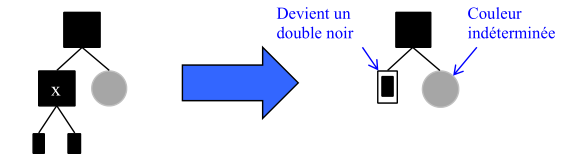 Devient un
double noir
Couleur
indéterminée
x